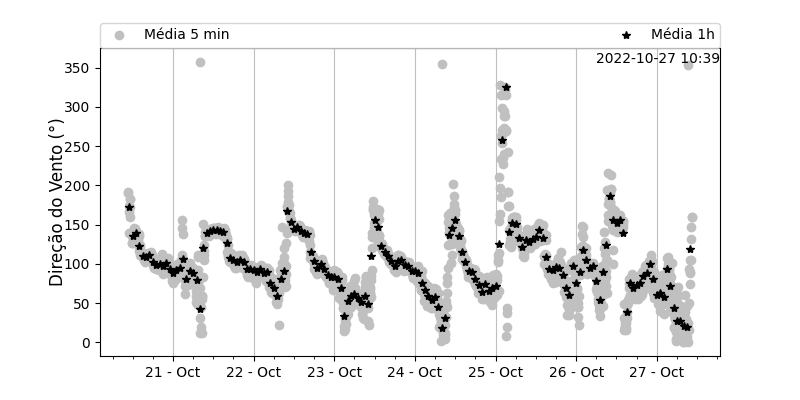 Média 5 min
Média 1h
2022-10-27 10:39
Direção do Vento (°)
350
300
250
200
150
100
50
0
21 - Oct
22 - Oct
23 - Oct
24 - Oct
25 - Oct
26 - Oct
27 - Oct